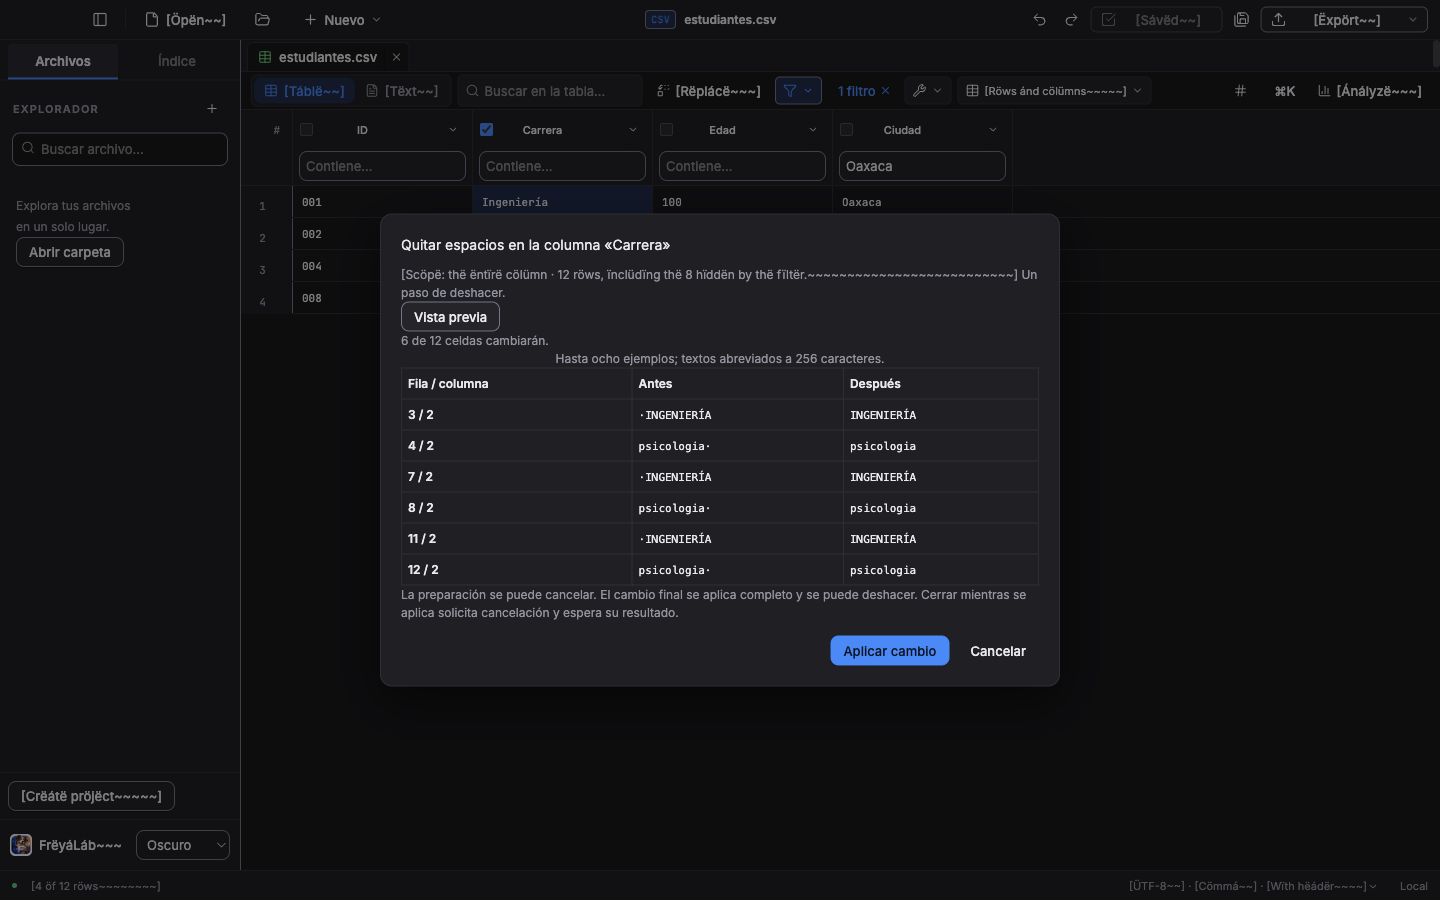 [Öpën~~]
Nuevo
CSV estudiantes.csv
[Sávëd~~]
[Ëxpört~~]
Archivos
Índice
estudiantes.csv
[Táblë~~]
[Tëxt~~]
Buscar en la tabla...
[Rëplácë~~~]
1 filtro
[Röws ánd cölümns~~~~~]
#
⌘K
[Ánályzë~~~]
EXPLORADOR
Buscar archivo...
Explora tus archivos
en un solo lugar.
Abrir carpeta
# ID Carrera Edad Ciudad
Contiene... Contiene... Contiene... Oaxaca
1 001 Ingeniería 100 Oaxaca
2 002
3 004
4 008
Quitar espacios en la columna «Carrera»
[Scöpë: thë ëntïrë cölümn · 12 röws, ïnclüdïng thë 8 hïddën by thë fïltër.~~~~~~~~~~~~~~~~~~~~~~~~~~] Un
paso de deshacer.
Vista previa
6 de 12 celdas cambiarán.
Hasta ocho ejemplos; textos abreviados a 256 caracteres.
Fila / columna Antes Después
3 / 2 ·INGENIERÍA INGENIERÍA
4 / 2 psicologia· psicologia
7 / 2 ·INGENIERÍA INGENIERÍA
8 / 2 psicologia· psicologia
11 / 2 ·INGENIERÍA INGENIERÍA
12 / 2 psicologia· psicologia
La preparación se puede cancelar. El cambio final se aplica completo y se puede deshacer. Cerrar mientras se
aplica solicita cancelación y espera su resultado.
Aplicar cambio
Cancelar
[Crëátë pröjëct~~~~~]
FrëyáLáb~~~
Oscuro
[4 öf 12 röws~~~~~~~~]
[ÜTF-8~~] · [Cömmá~~] · [Wïth hëádër~~~~]
Local